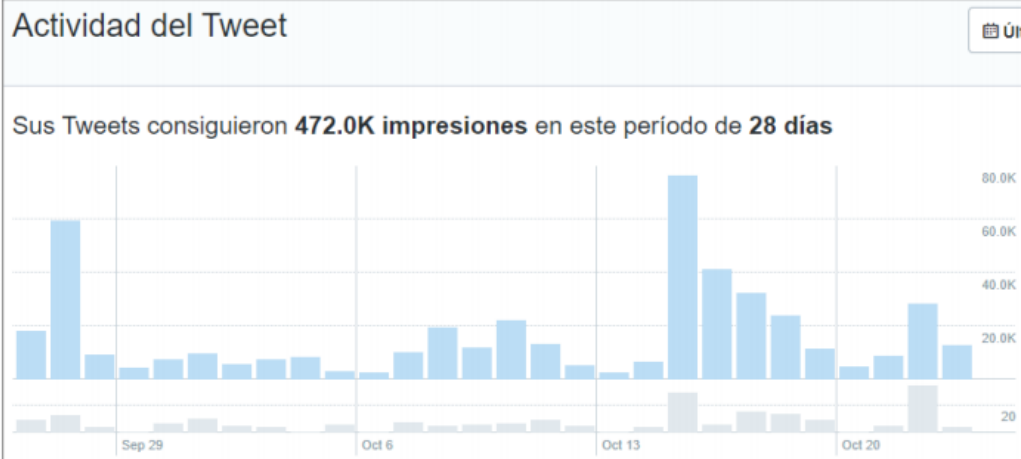 Actividad del Tweet
Sus Tweets consiguieron 472.0K impresiones en este período de 28 días
80.0K
60.0K
40.0K
20.0K
20
Sep 29 Oct 6 Oct 13 Oct 20